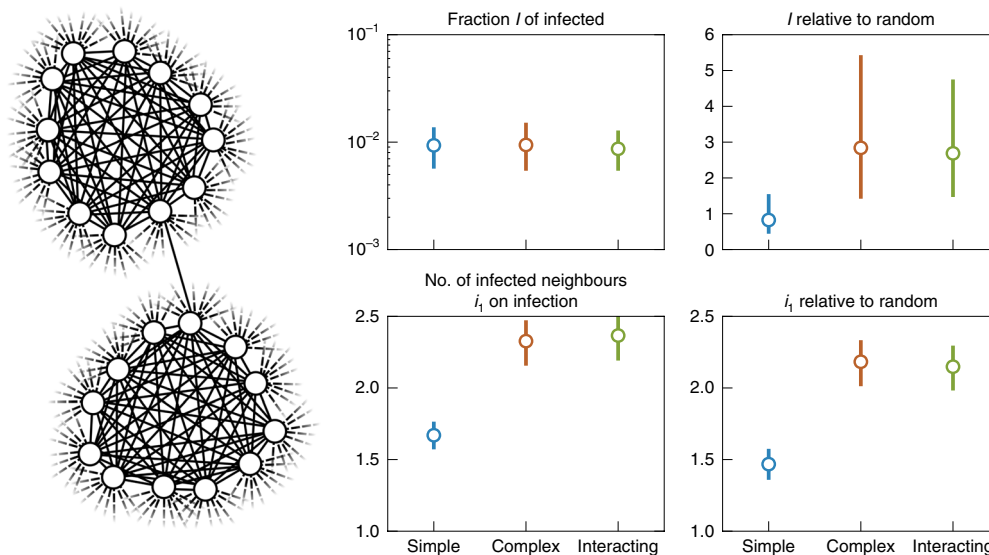 Fraction I of infected
10⁻¹
10⁻²
10⁻³
I relative to random
6
5
4
3
2
1
0
No. of infected neighbours
i₁ on infection
2.5
2.0
1.5
1.0
Simple
Complex
Interacting
i₁ relative to random
2.5
2.0
1.5
1.0
Simple
Complex
Interacting